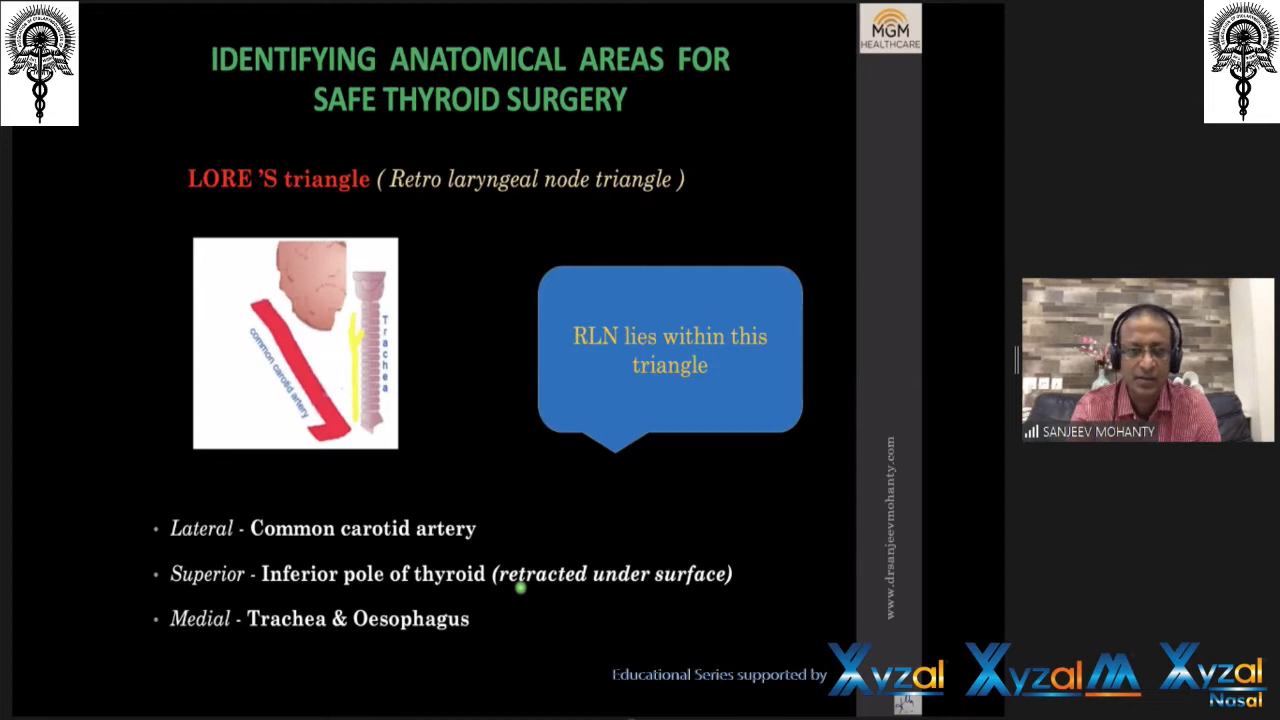 IDENTIFYING ANATOMICAL AREAS FOR
SAFE THYROID SURGERY
MGM
HEALTHCARE
LORE 'S triangle ( Retro laryngeal node triangle )
common carotid artery
Trachea
RLN lies within this
triangle
SANJEEV MOHANTY
• Lateral - Common carotid artery
• Superior - Inferior pole of thyroid (retracted under surface)
• Medial - Trachea & Oesophagus
www.drsanjeevmohanty.com
Educational Series supported by
Xyzal
Xyzal M
Xyzal
Nasal